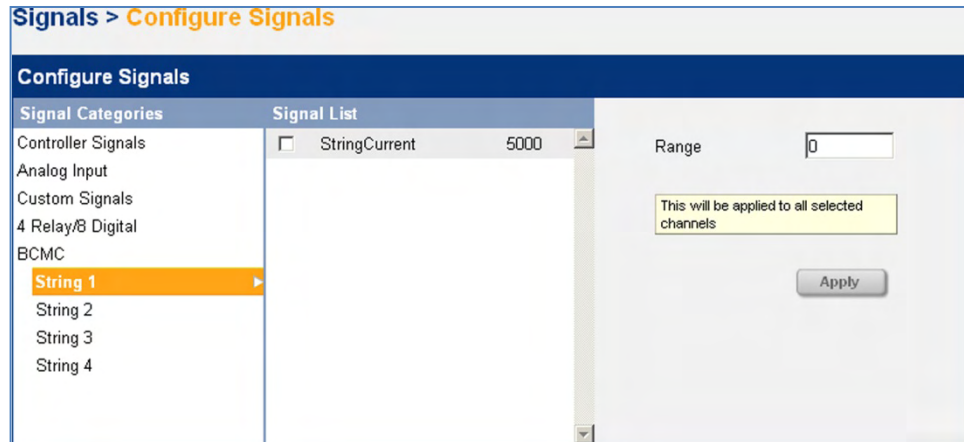 Signals > Configure Signals
Configure Signals
Signal Categories
Signal List
Controller Signals
StringCurrent 5000
Range 0
Analog Input
Custom Signals
This will be applied to all selected
channels
4 Relay/8 Digital
BCMC
String 1
Apply
String 2
String 3
String 4